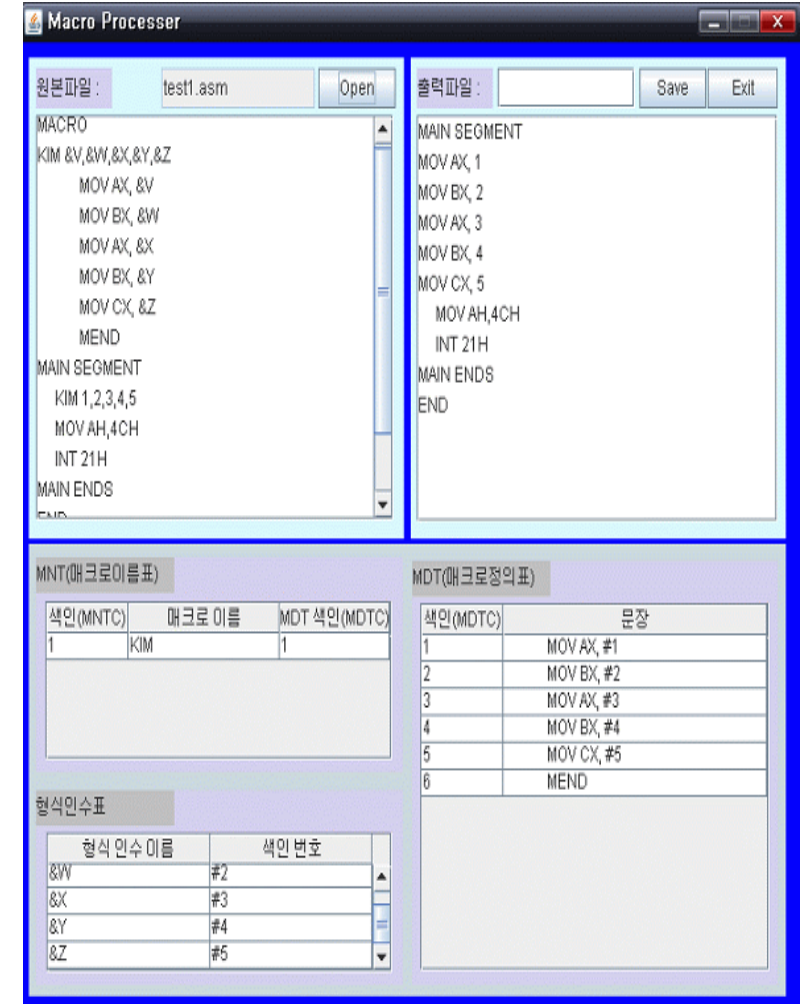 Macro Processer
원본파일 : test1.asm Open
MACRO
KIM &V,&W,&X,&Y,&Z
MOV AX, &V
MOV BX, &W
MOV AX, &X
MOV BX, &Y
MOV CX, &Z
MEND
MAIN SEGMENT
KIM 1,2,3,4,5
MOV AH,4CH
INT 21H
MAIN ENDS
END
출력파일 : Save Exit
MAIN SEGMENT
MOV AX, 1
MOV BX, 2
MOV AX, 3
MOV BX, 4
MOV CX, 5
MOV AH,4CH
INT 21H
MAIN ENDS
END
MNT(매크로이름표)
색인(MNTC) 매크로 이름 MDT 색인(MDTC)
1 KIM 1
형식인수표
형식 인수 이름 색인 번호
&W #2
&X #3
&Y #4
&Z #5
MDT(매크로정의표)
색인(MDTC) 문장
1 MOV AX, #1
2 MOV BX, #2
3 MOV AX, #3
4 MOV BX, #4
5 MOV CX, #5
6 MEND